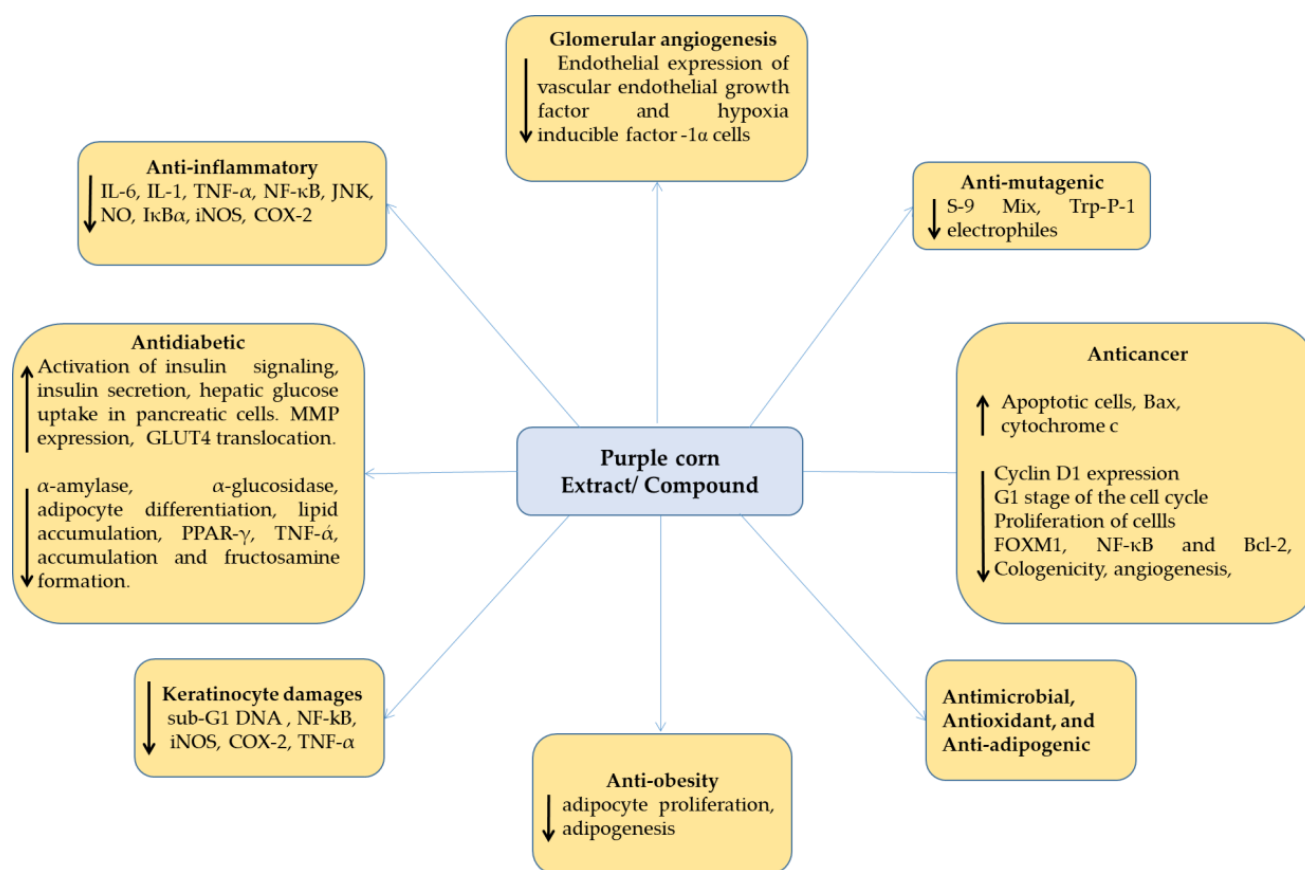 Glomerular angiogenesis
Endothelial expression of
vascular endothelial growth
factor and hypoxia
inducible factor -1α cells
Anti-inflammatory
IL-6, IL-1, TNF-α, NF-κB, JNK,
NO, IκBα, iNOS, COX-2
Anti-mutagenic
S-9 Mix, Trp-P-1
electrophiles
Antidiabetic
Activation of insulin signaling,
insulin secretion, hepatic glucose
uptake in pancreatic cells. MMP
expression, GLUT4 translocation.
α-amylase, α-glucosidase,
adipocyte differentiation, lipid
accumulation, PPAR-γ, TNF-ά,
accumulation and fructosamine
formation.
Purple corn
Extract/ Compound
Anticancer
Apoptotic cells, Bax,
cytochrome c
Cyclin D1 expression
G1 stage of the cell cycle
Proliferation of cellls
FOXM1, NF-κB and Bcl-2,
Cologenicity, angiogenesis,
Keratinocyte damages
sub-G1 DNA , NF-kB,
iNOS, COX-2, TNF-α
Anti-obesity
adipocyte proliferation,
adipogenesis
Antimicrobial,
Antioxidant, and
Anti-adipogenic